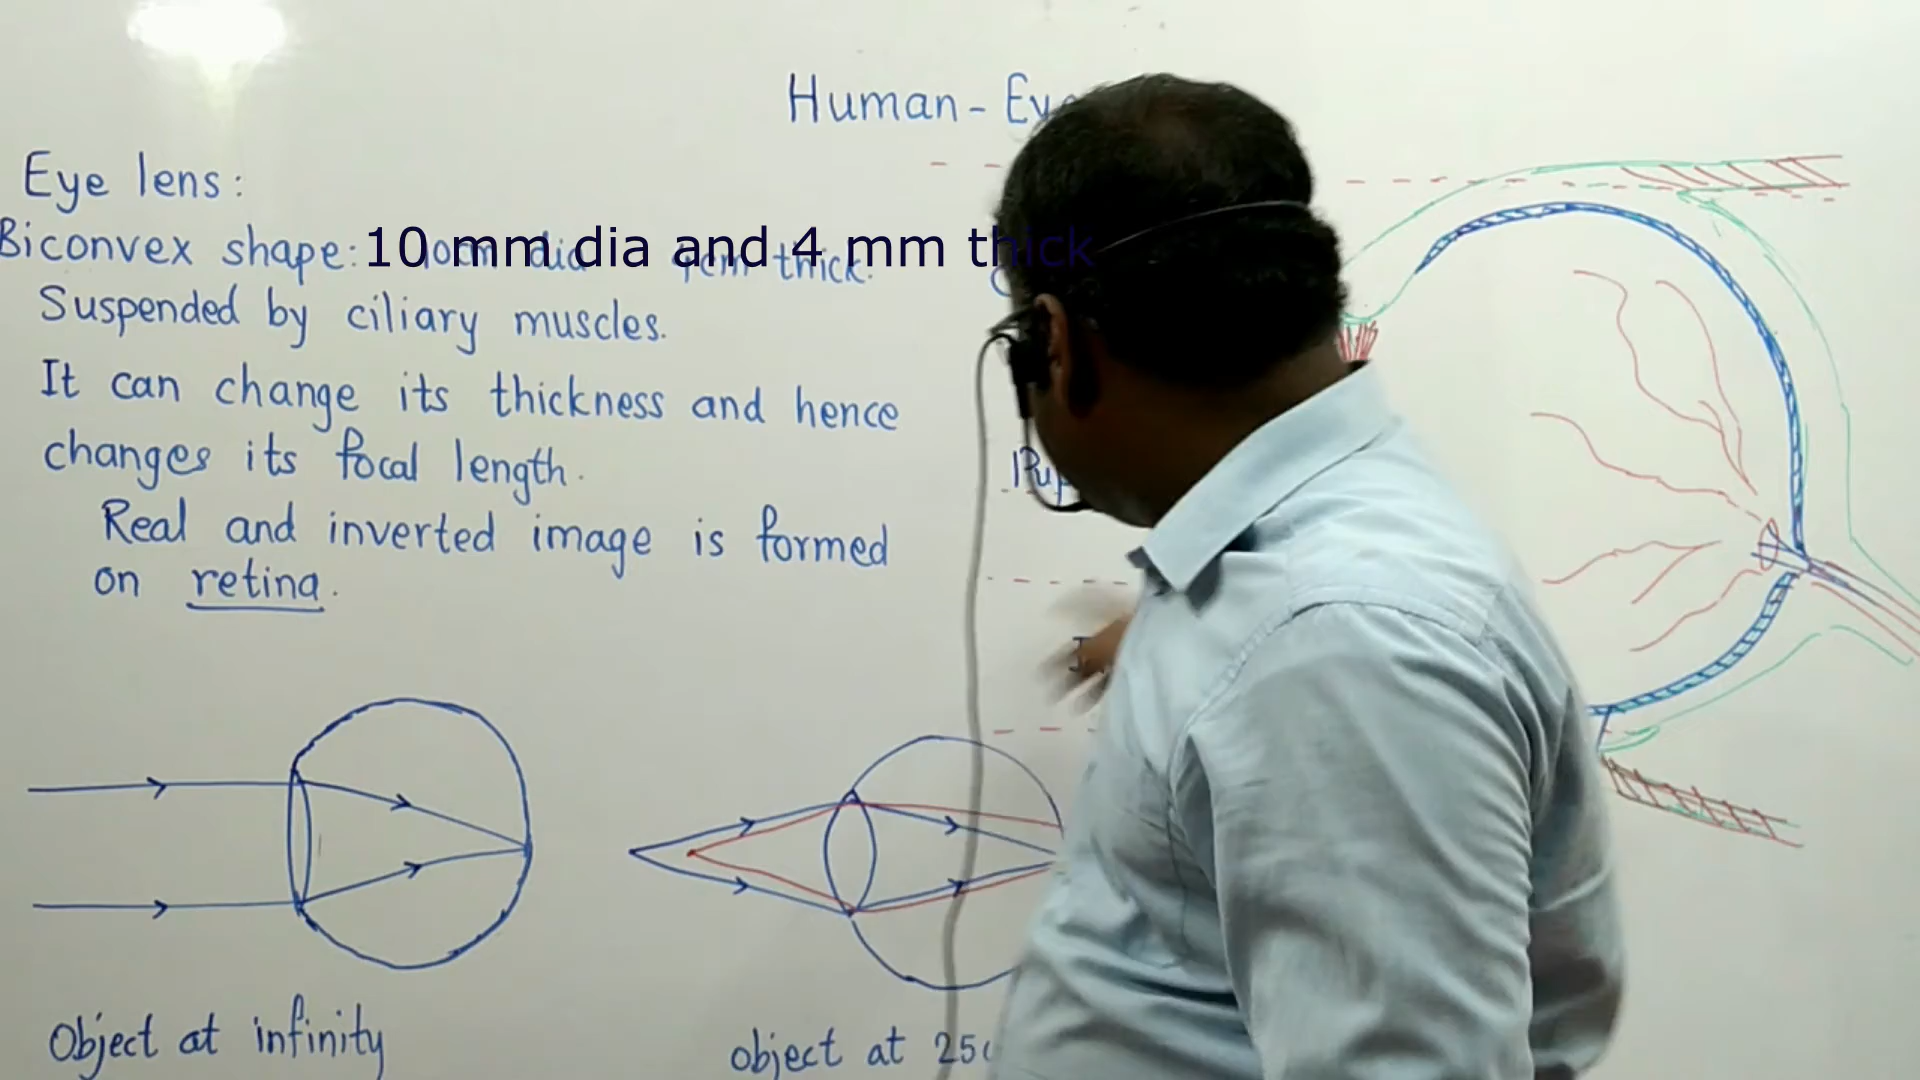 Human - Eye
Eye lens:
Biconvex shape: 10 mm dia and 4 mm thick
Suspended by ciliary muscles.
It can change its thickness and hence
changes its focal length.
Real and inverted image is formed
on retina.
Object at infinity
object at 25